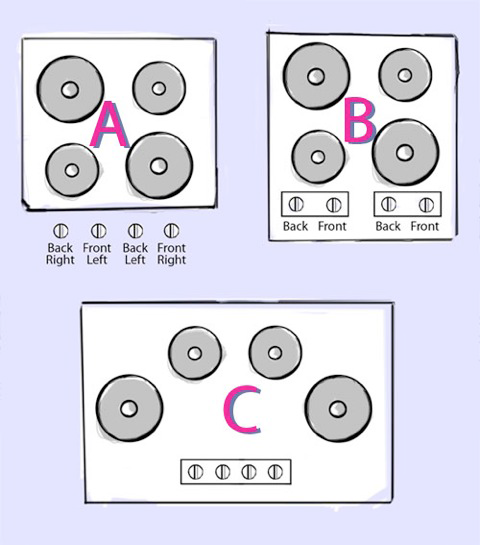 A
B
Back Front Back Front
Back Front Back Front
Right Left Left Right
C